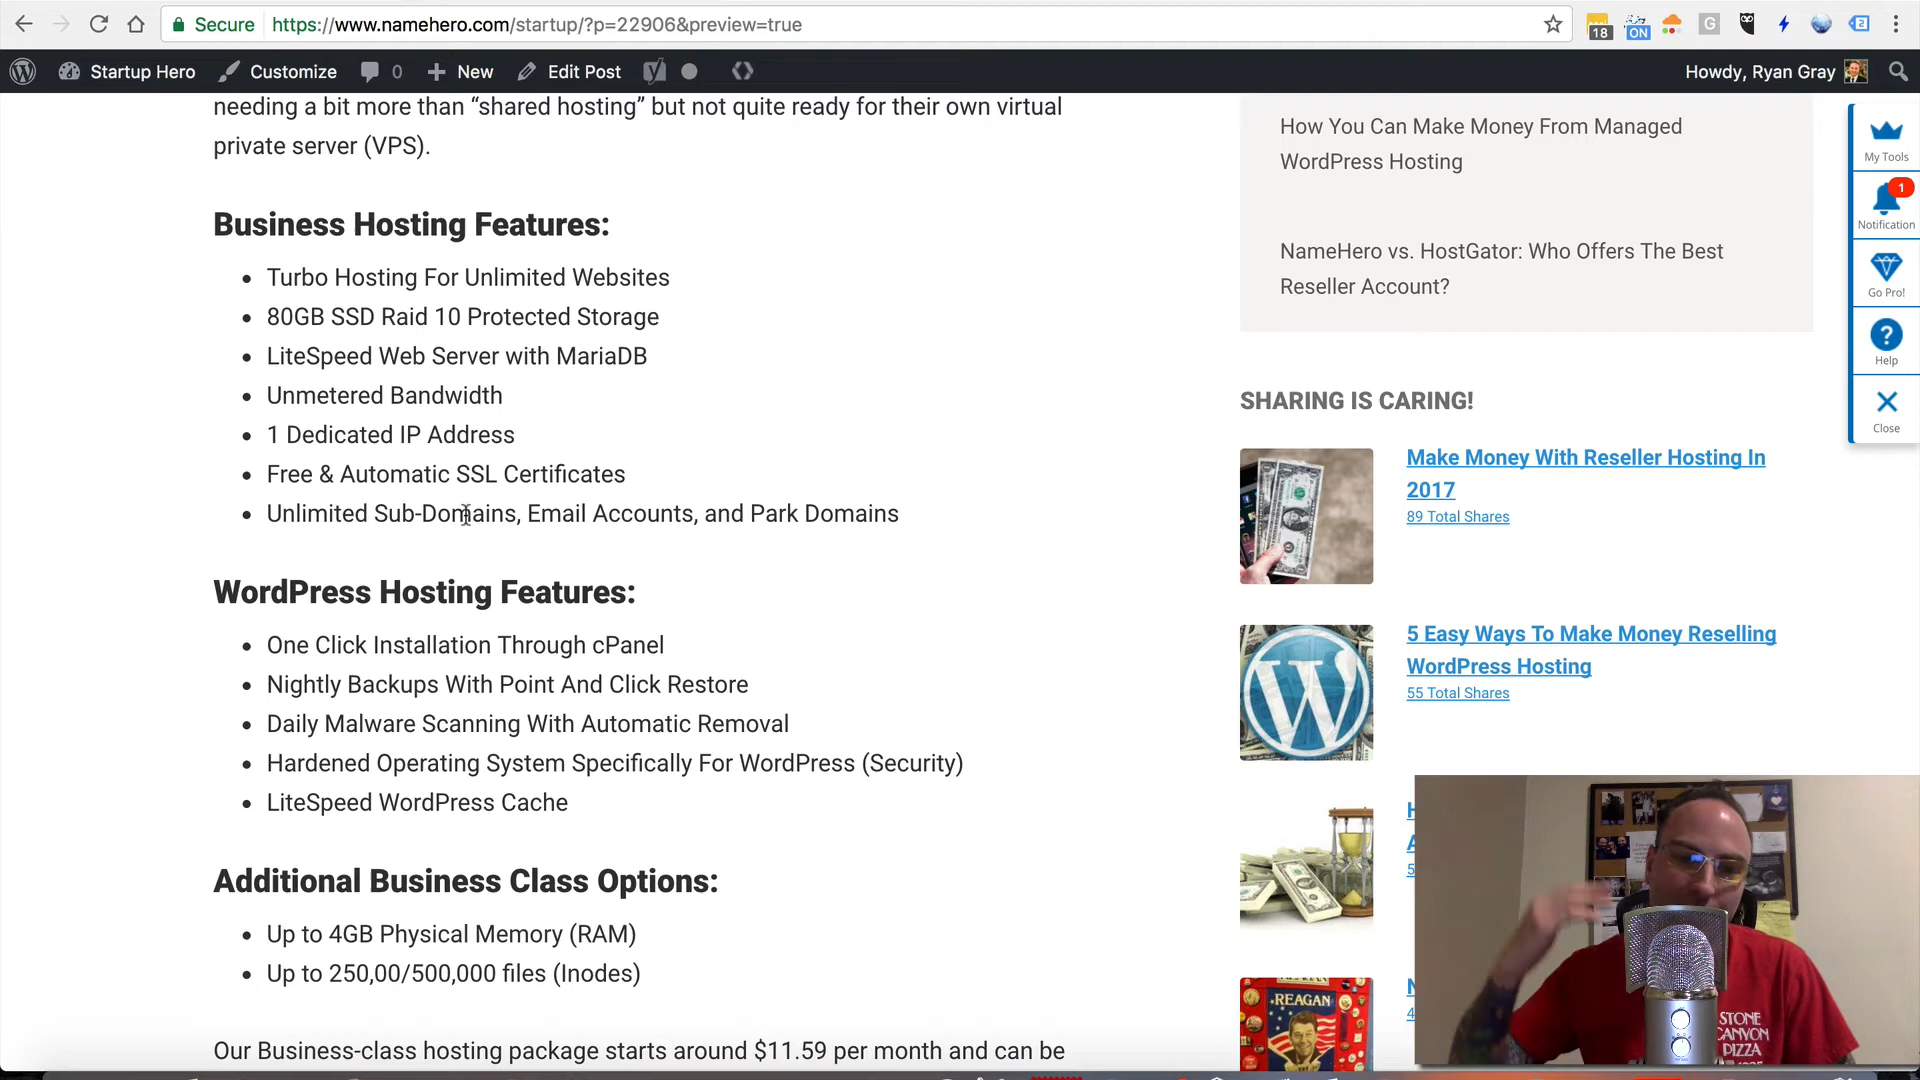 Secure https://www.namehero.com/startup/?p=22906&preview=true
18
ON
G
2
Startup Hero Customize 0 New Edit Post Howdy, Ryan Gray
needing a bit more than “shared hosting” but not quite ready for their own virtual
private server (VPS).
Business Hosting Features:
Turbo Hosting For Unlimited Websites
80GB SSD Raid 10 Protected Storage
LiteSpeed Web Server with MariaDB
Unmetered Bandwidth
1 Dedicated IP Address
Free & Automatic SSL Certificates
Unlimited Sub-Domains, Email Accounts, and Park Domains
WordPress Hosting Features:
One Click Installation Through cPanel
Nightly Backups With Point And Click Restore
Daily Malware Scanning With Automatic Removal
Hardened Operating System Specifically For WordPress (Security)
LiteSpeed WordPress Cache
Additional Business Class Options:
Up to 4GB Physical Memory (RAM)
Up to 250,00/500,000 files (Inodes)
Our Business-class hosting package starts around $11.59 per month and can be
How You Can Make Money From Managed
WordPress Hosting
NameHero vs. HostGator: Who Offers The Best
Reseller Account?
SHARING IS CARING!
Make Money With Reseller Hosting In
2017
89 Total Shares
5 Easy Ways To Make Money Reselling
WordPress Hosting
55 Total Shares
REAGAN
My Tools
1
Notification
Go Pro!
Help
Close
STONE
CANYON
PIZZA